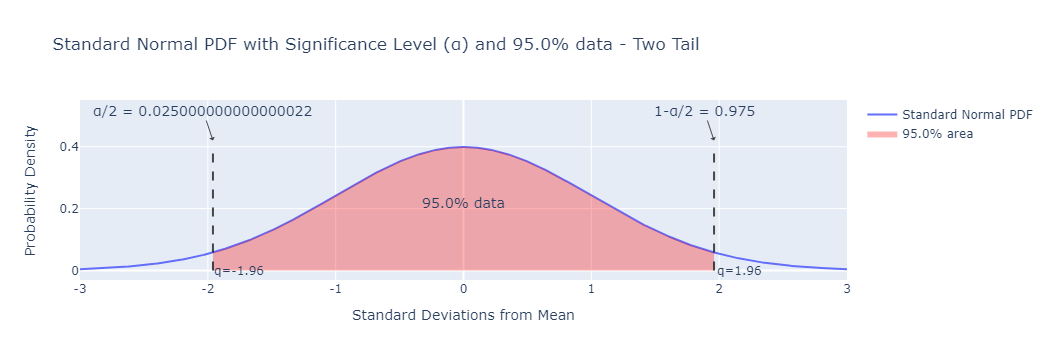 Standard Normal PDF with Significance Level (α) and 95.0% data - Two Tail
α/2 = 0.025000000000000022
1-α/2 = 0.975
Standard Normal PDF
95.0% area
Probability Density
0.4
0.2
0
95.0% data
q=-1.96
q=1.96
-3
-2
-1
0
1
2
3
Standard Deviations from Mean